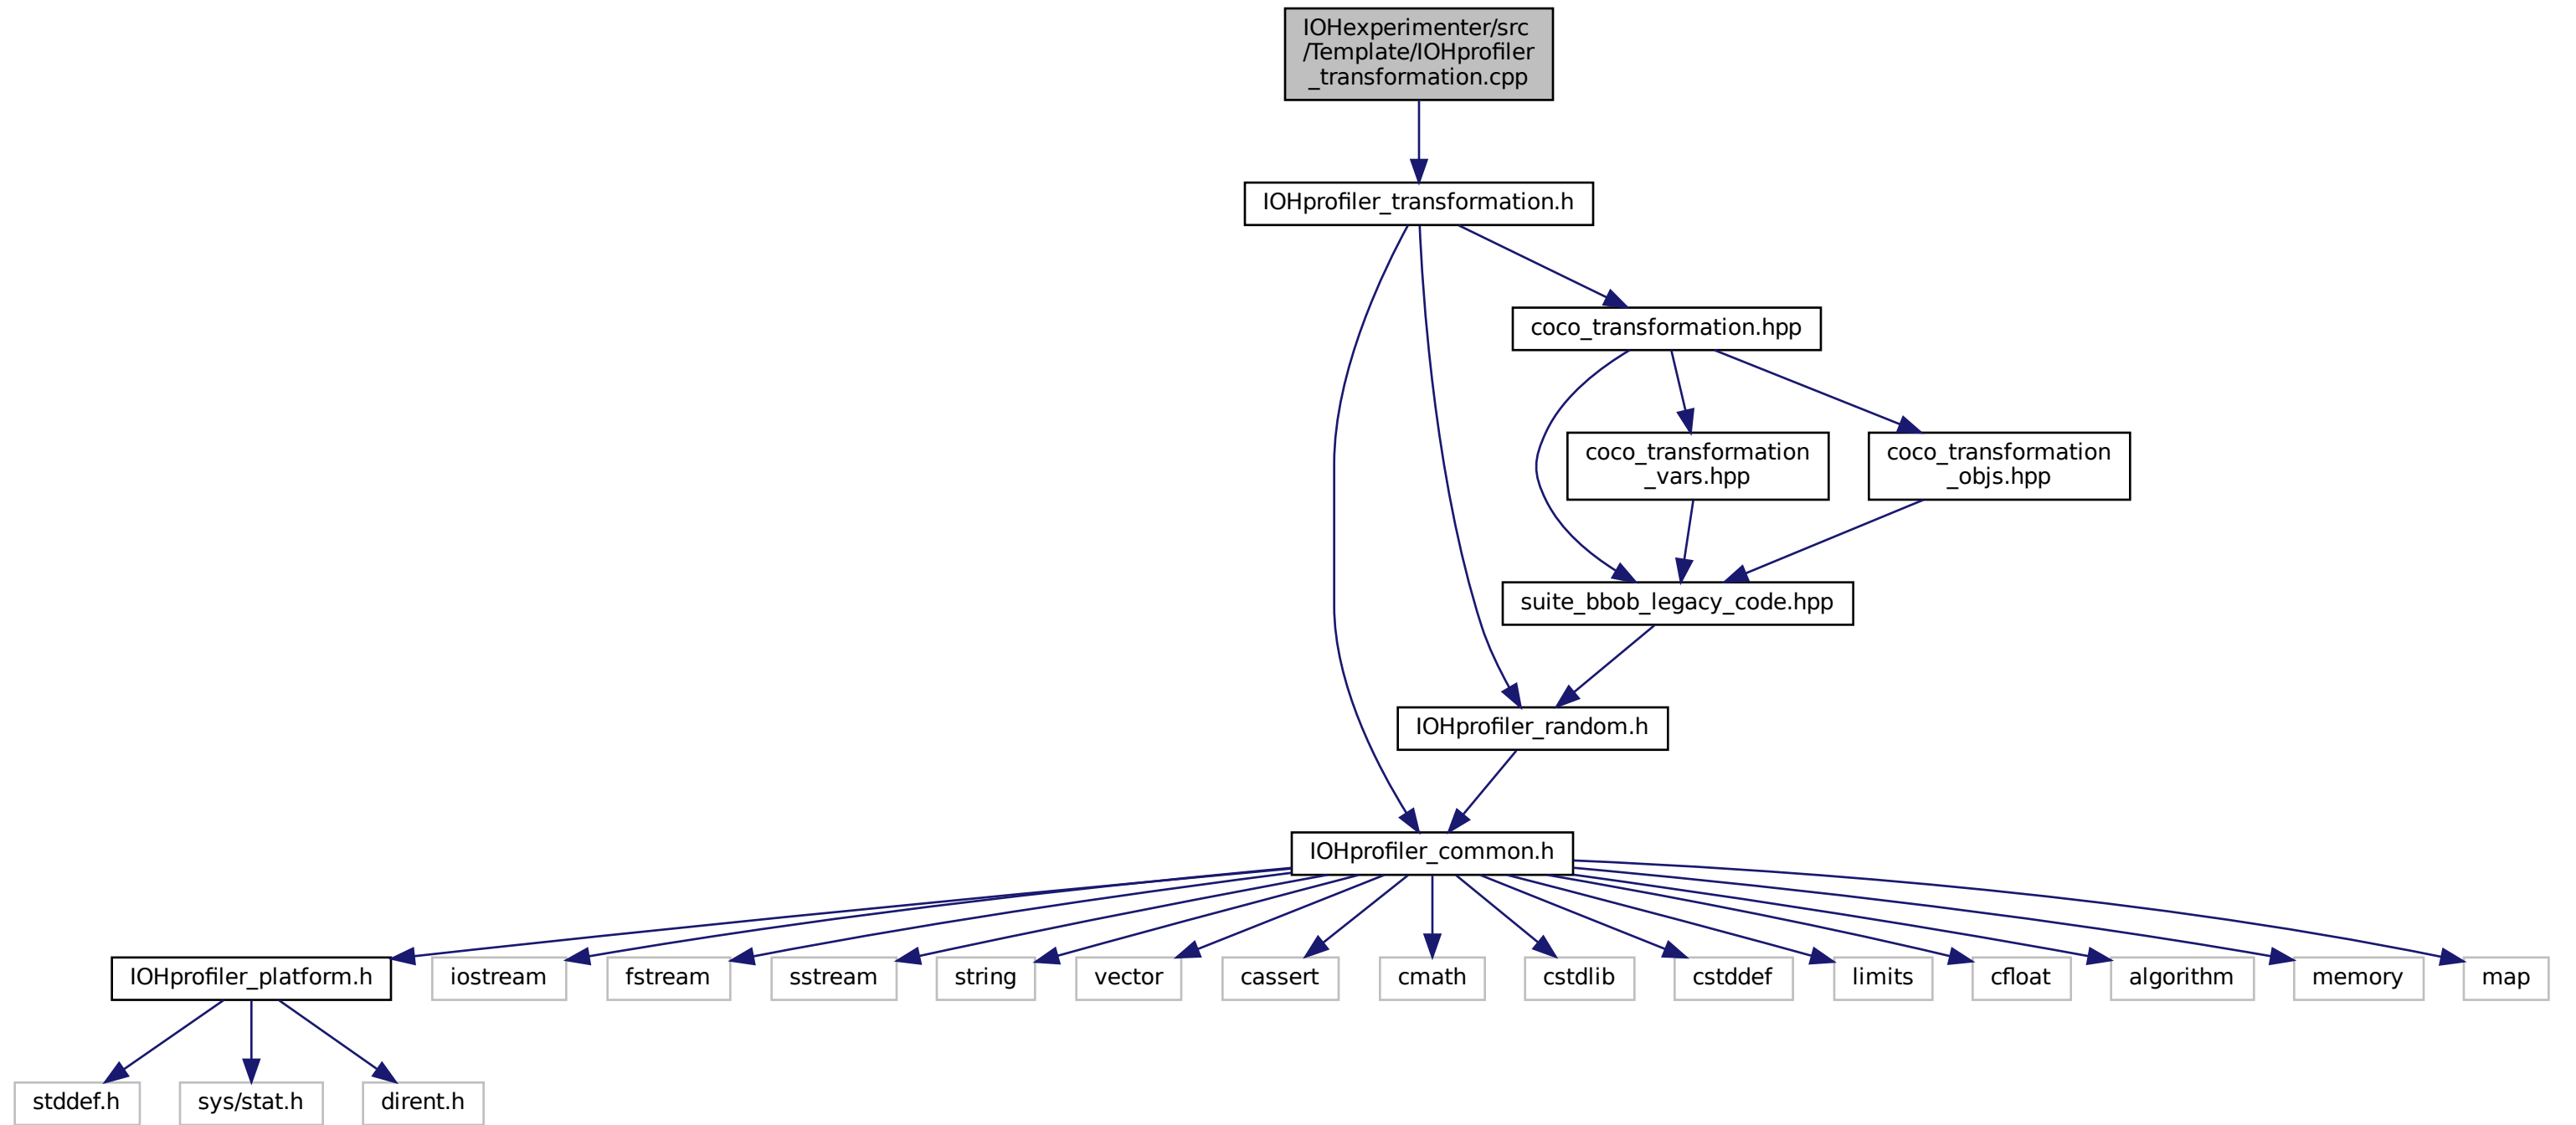 IOHexperimenter/src
/Template/IOHprofiler
_transformation.cpp
IOHprofiler_transformation.h
coco_transformation.hpp
coco_transformation
_vars.hpp
coco_transformation
_objs.hpp
suite_bbob_legacy_code.hpp
IOHprofiler_random.h
IOHprofiler_common.h
IOHprofiler_platform.h
iostream
fstream
sstream
string
vector
cassert
cmath
cstdlib
cstddef
limits
cfloat
algorithm
memory
map
stddef.h
sys/stat.h
dirent.h